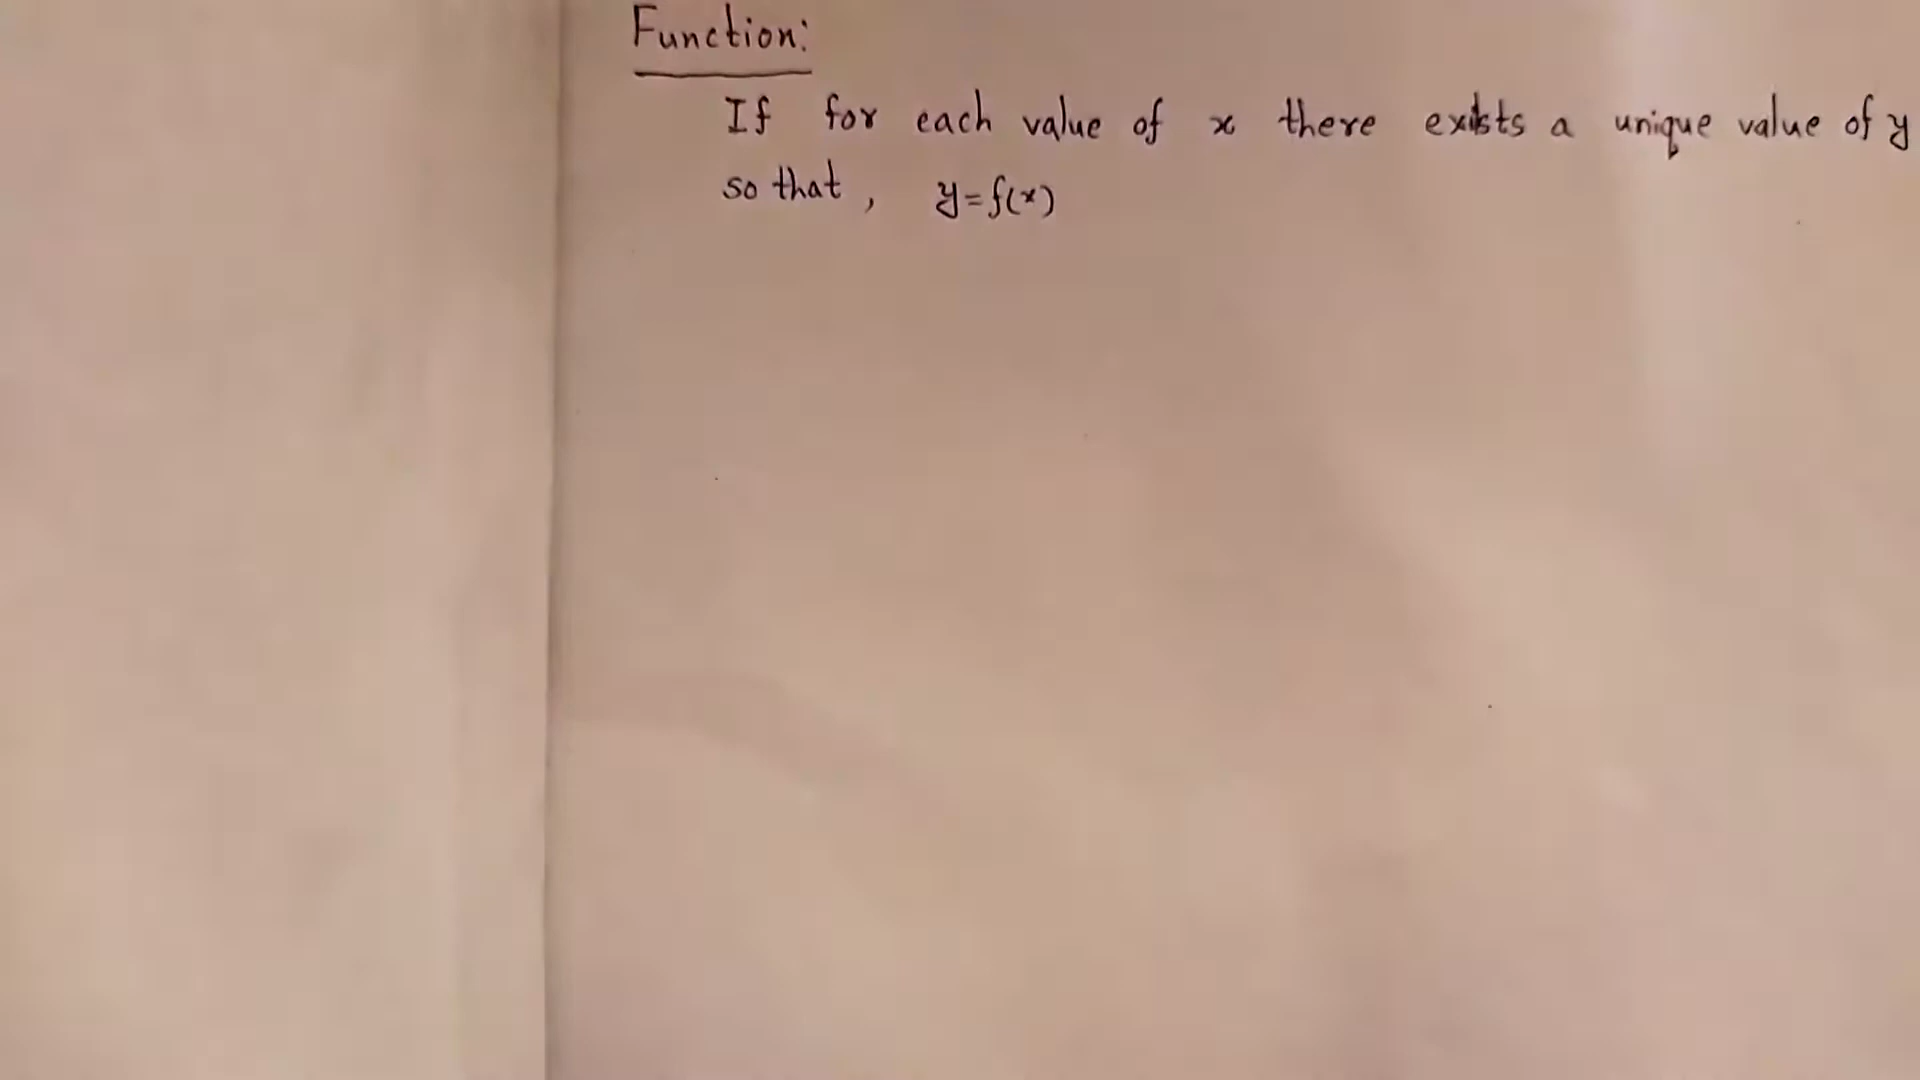 Function:
If for each value of x there exists a unique value of y
so that, y=f(x)